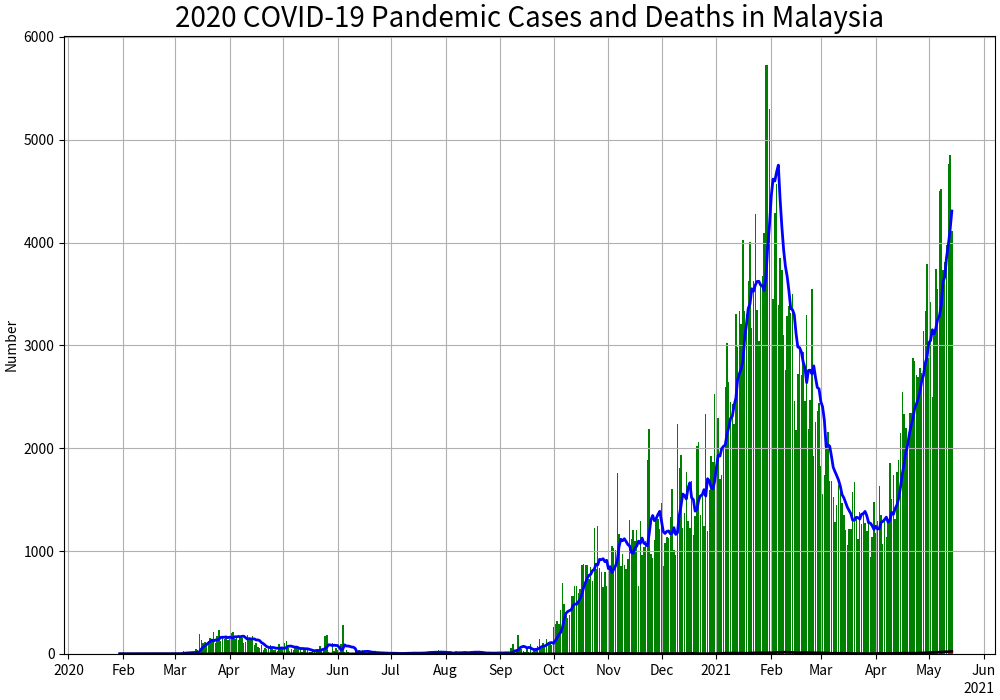 2020 COVID-19 Pandemic Cases and Deaths in Malaysia
6000
5000
4000
3000
2000
1000
0
Number
2020 Feb Mar Apr May Jun Jul Aug Sep Oct Nov Dec 2021 Feb Mar Apr May Jun
2021